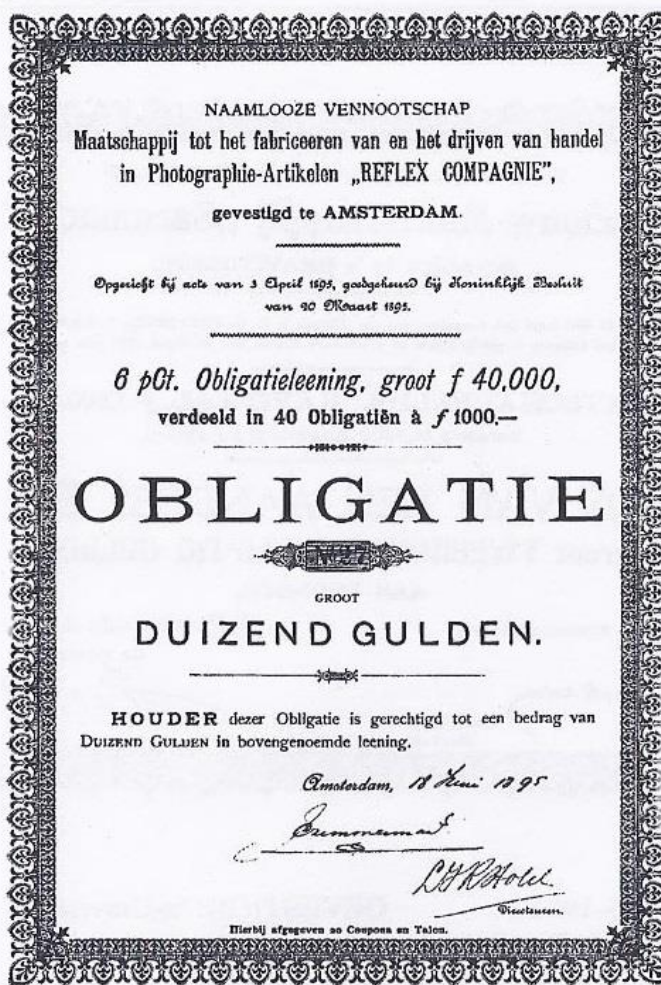 NAAMLOOZE VENNOOTSCHAP
Maatschappij tot het fabriceeren van en het drijven van handel
in Photographie-Artikelen „REFLEX COMPAGNIE”,
gevestigd te AMSTERDAM.
Opgericht bij acte van 3 April 1895, goedgekeurd bij Koninklijk Besluit
van 20 Maart 1895.
6 pCt. Obligatieleening, groot f 40,000,
verdeeld in 40 Obligatiën à f 1000.—
OBLIGATIE
No. 27
GROOT
DUIZEND GULDEN.
HOUDER dezer Obligatie is gerechtigd tot een bedrag van
DUIZEND GULDEN in bovengenoemde leening.
Amsterdam, 18 Juni 1895
Directeuren.
Hierbij afgegeven 20 Coupons en Talon.